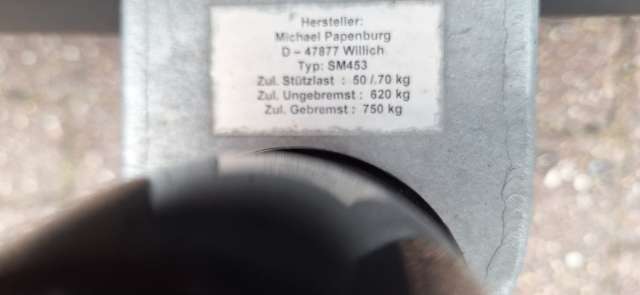 Hersteller:
Michael Papenburg
D – 47877 Willich
Typ: SM453
Zul. Stützlast : 50 /.70 kg
Zul. Ungebremst : 620 kg
Zul. Gebremst : 750 kg